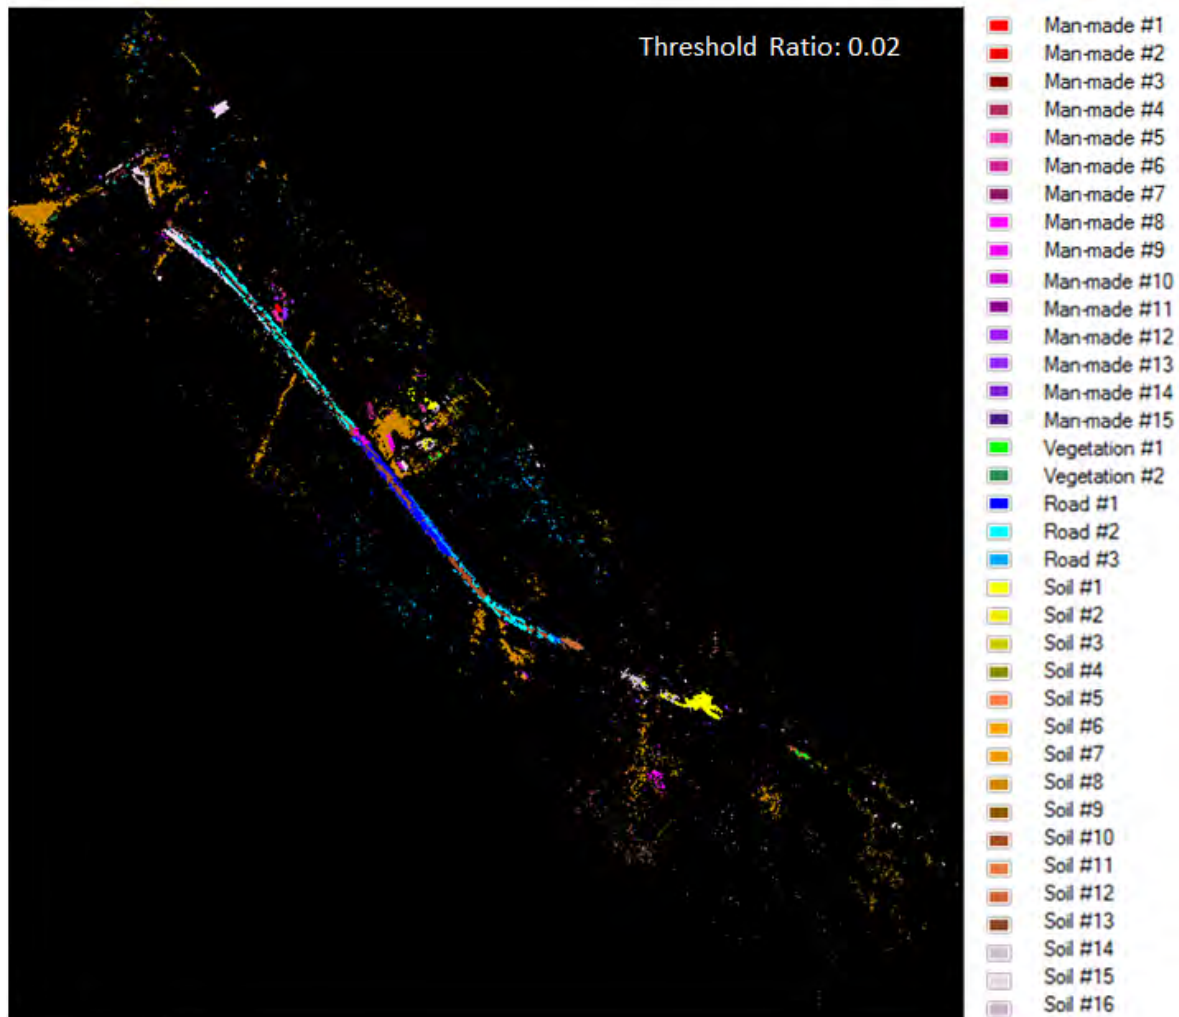 Threshold Ratio: 0.02
Man-made #1
Man-made #2
Man-made #3
Man-made #4
Man-made #5
Man-made #6
Man-made #7
Man-made #8
Man-made #9
Man-made #10
Man-made #11
Man-made #12
Man-made #13
Man-made #14
Man-made #15
Vegetation #1
Vegetation #2
Road #1
Road #2
Road #3
Soil #1
Soil #2
Soil #3
Soil #4
Soil #5
Soil #6
Soil #7
Soil #8
Soil #9
Soil #10
Soil #11
Soil #12
Soil #13
Soil #14
Soil #15
Soil #16